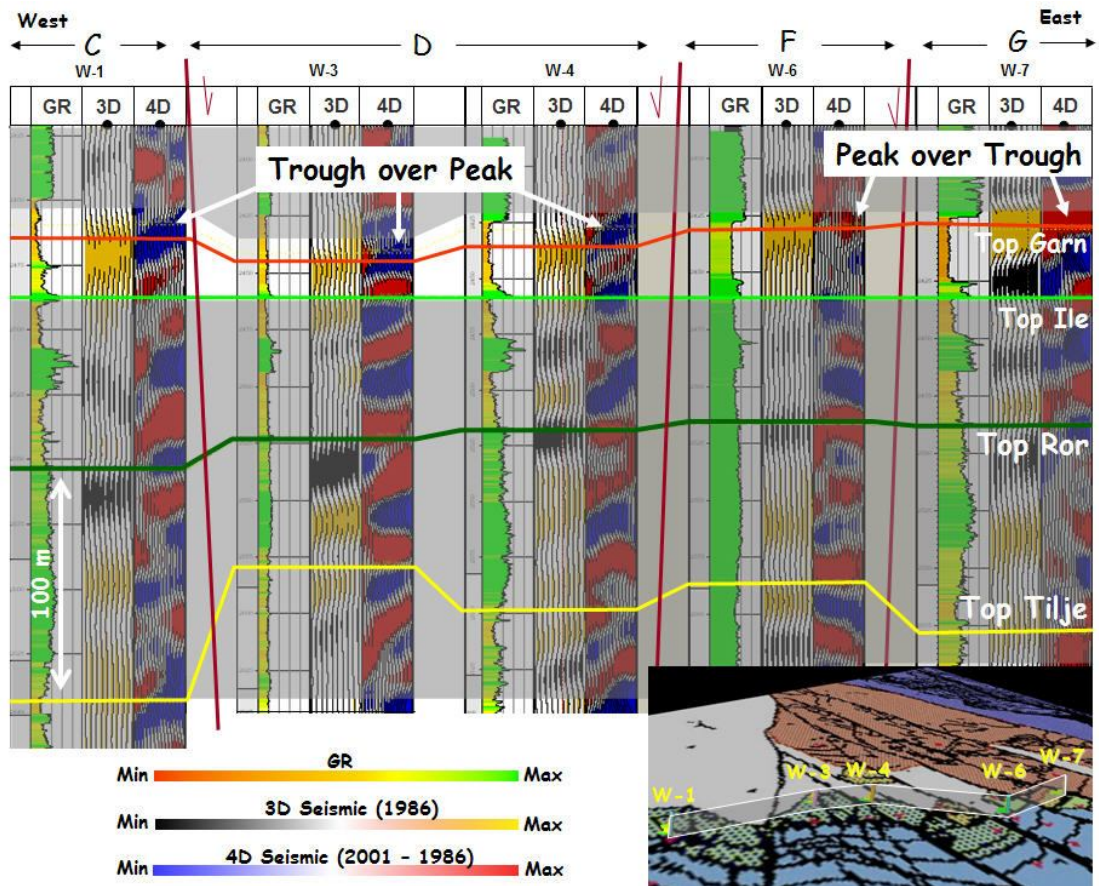 West East
C D F G
W-1 W-3 W-4 W-6 W-7
GR 3D 4D GR 3D 4D GR 3D 4D GR 3D 4D GR 3D 4D
Trough over Peak
Peak over Trough
Top Garn
Top Ile
Top Ror
100 m
Top Tilje
GR
Min Max
3D Seismic (1986)
Min Max
4D Seismic (2001 - 1986)
Min Max
W-1
W-3
W-4
W-6
W-7